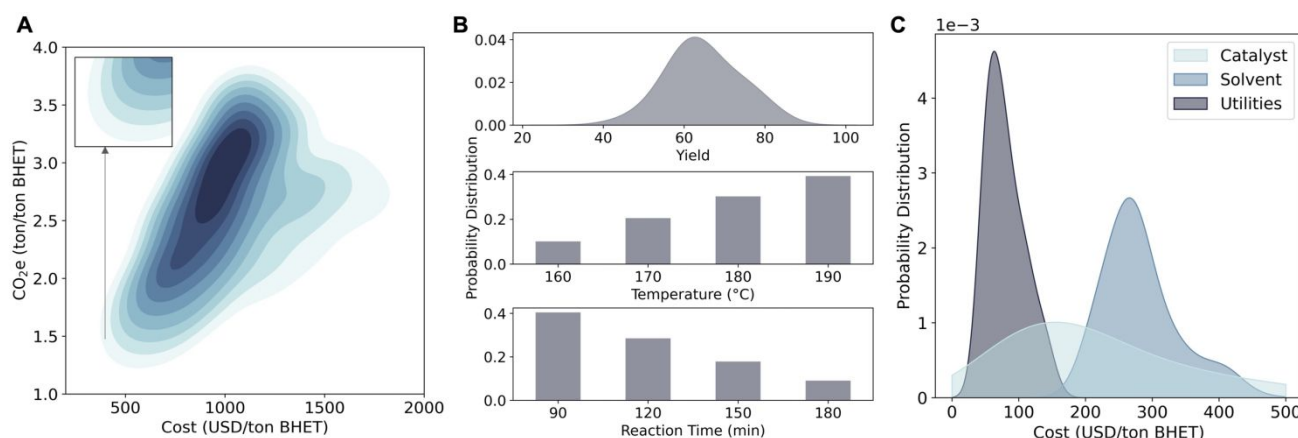 A
4.0
3.5
3.0
2.5
2.0
1.5
1.0
CO₂e (ton/ton BHET)
500 1000 1500 2000
Cost (USD/ton BHET)
B
Probability Distribution
0.04
0.02
0.00
20 40 60 80 100
Yield
0.4
0.2
0.0
160 170 180 190
Temperature (°C)
0.4
0.2
0.0
90 120 150 180
Reaction Time (min)
C
1e−3
Catalyst
Solvent
Utilities
Probability Distribution
4
3
2
1
0
0 100 200 300 400 500
Cost (USD/ton BHET)